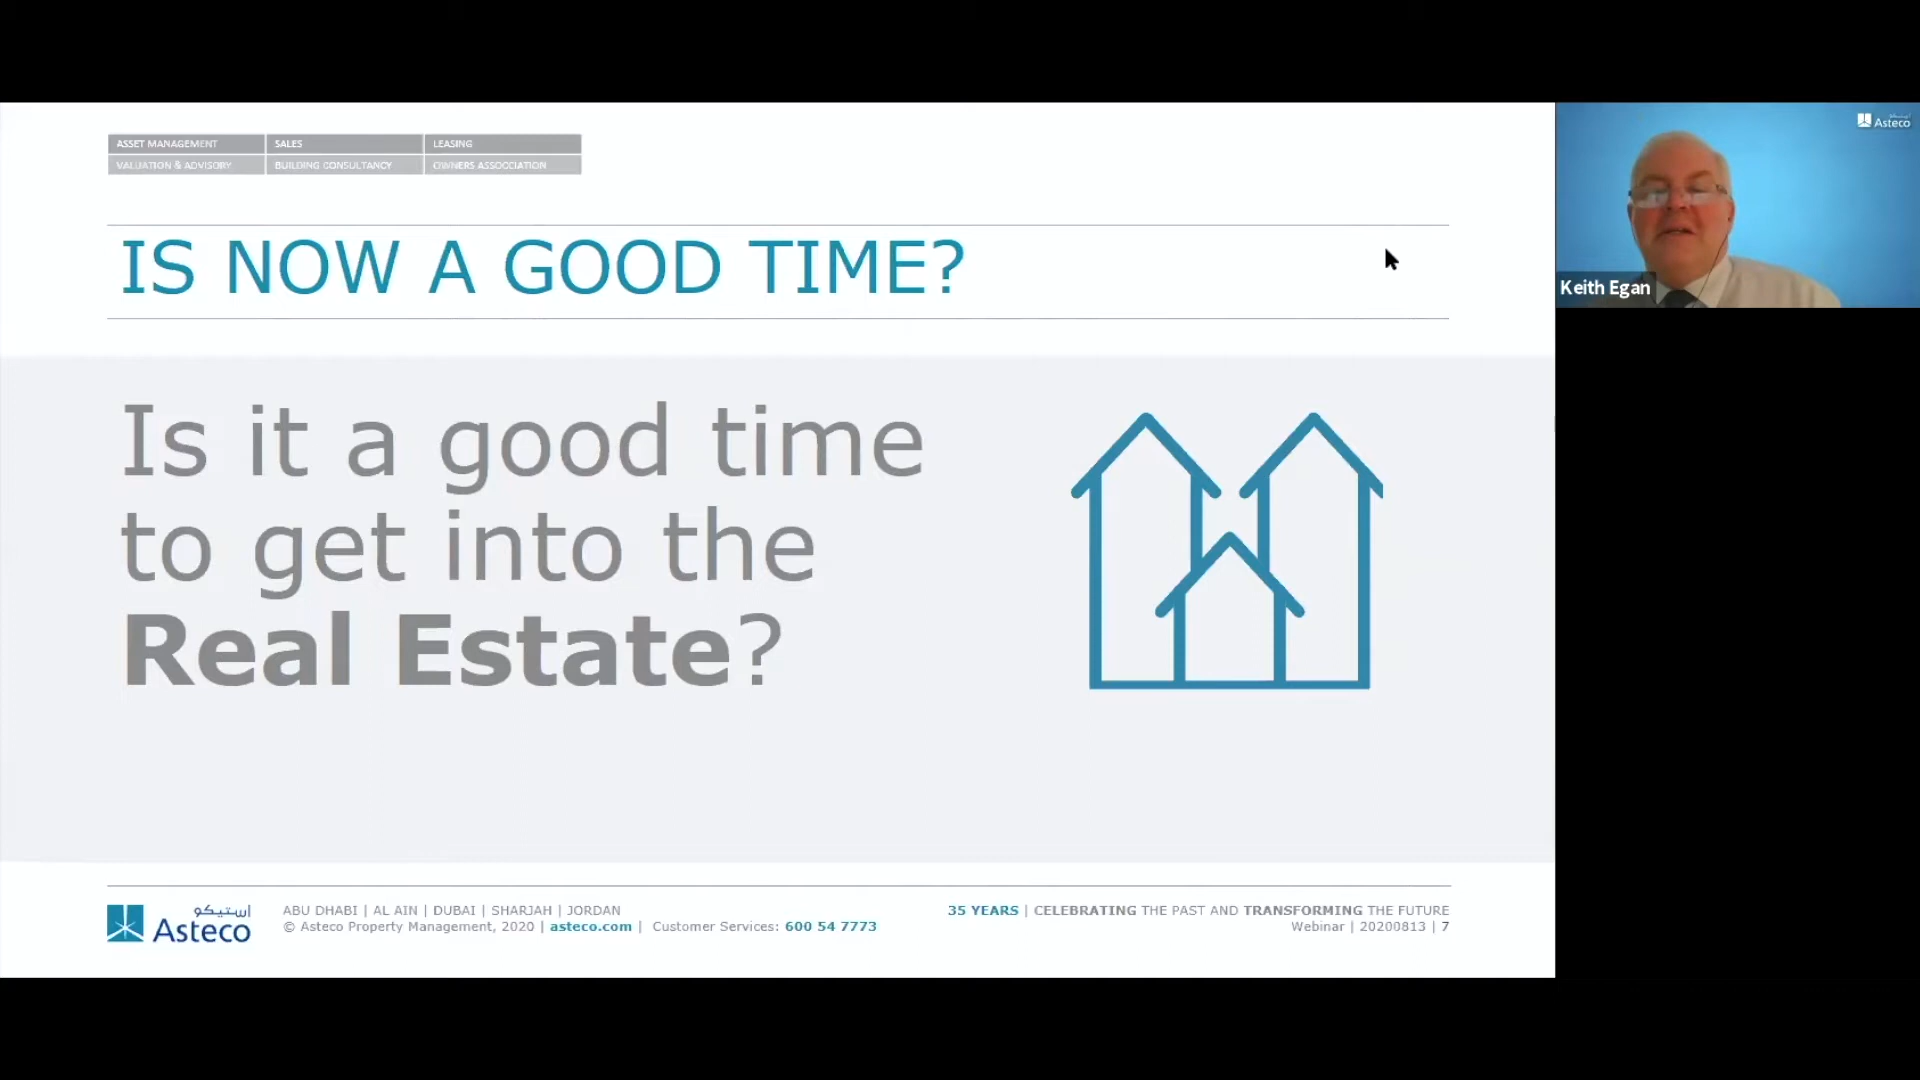 ASSET MANAGEMENT SALES LEASING
VALUATION & ADVISORY BUILDING CONSULTANCY OWNERS ASSOCCIATION
IS NOW A GOOD TIME?
Is it a good time
to get into the
Real Estate?
استيكو
Asteco
ABU DHABI | AL AIN | DUBAI | SHARJAH | JORDAN
© Asteco Property Management, 2020 | asteco.com | Customer Services: 600 54 7773
35 YEARS | CELEBRATING THE PAST AND TRANSFORMING THE FUTURE
Webinar | 20200813 | 7
استيكو
Asteco
Keith Egan